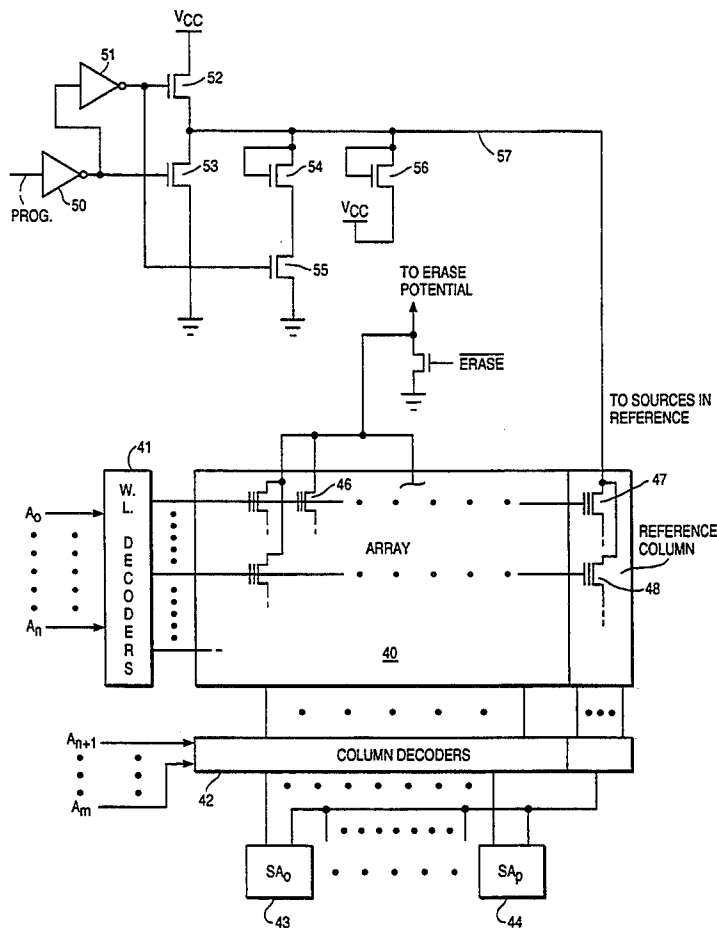 VCC
51
52
57
53
54
56
50
PROG.
VCC
55
TO ERASE
POTENTIAL
ERASE
TO SOURCES IN
REFERENCE
41
W.
L.
D
E
C
O
D
E
R
S
46
47
A0
ARRAY
REFERENCE
COLUMN
48
An
40
An+1
COLUMN DECODERS
Am
42
SA0
SAp
43
44